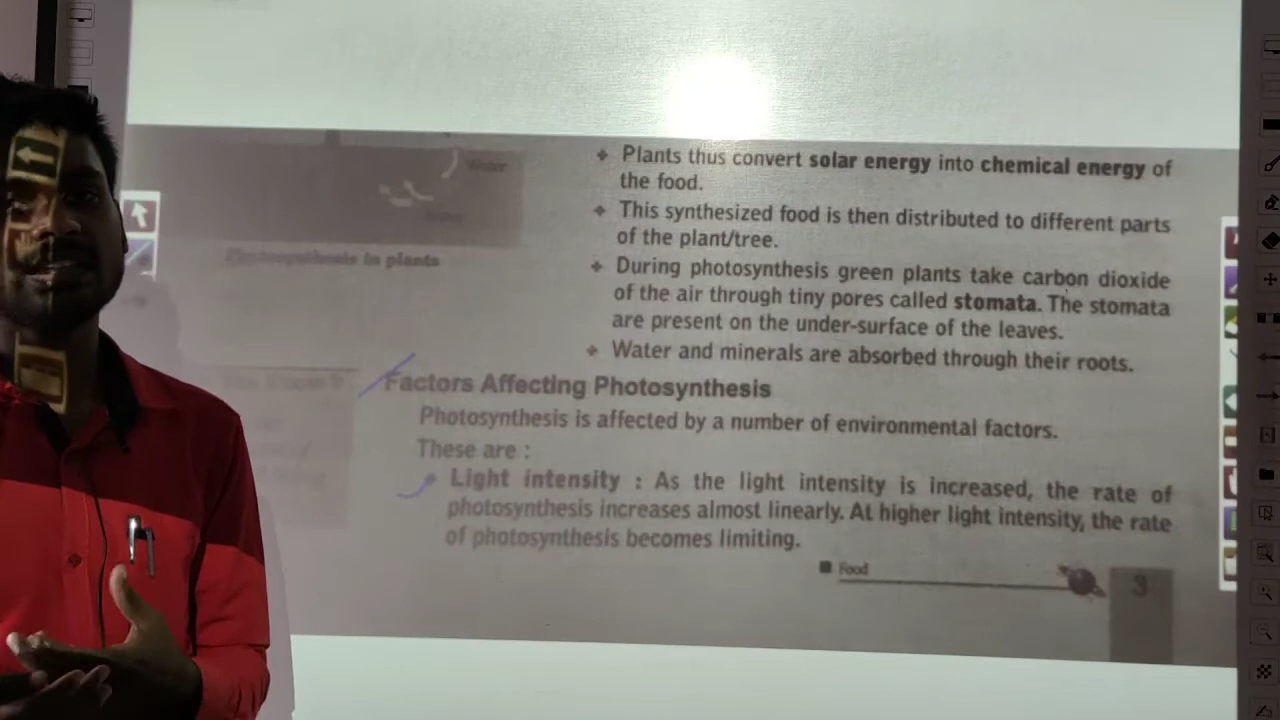 Water
Photosynthesis in plants
❖ Plants thus convert solar energy into chemical energy of
the food.
❖ This synthesized food is then distributed to different parts
of the plant/tree.
❖ During photosynthesis green plants take carbon dioxide
of the air through tiny pores called stomata. The stomata
are present on the under-surface of the leaves.
❖ Water and minerals are absorbed through their roots.
Factors Affecting Photosynthesis
Photosynthesis is affected by a number of environmental factors.
These are :
• Light intensity : As the light intensity is increased, the rate of
photosynthesis increases almost linearly. At higher light intensity, the rate
of photosynthesis becomes limiting.
■ Food
3